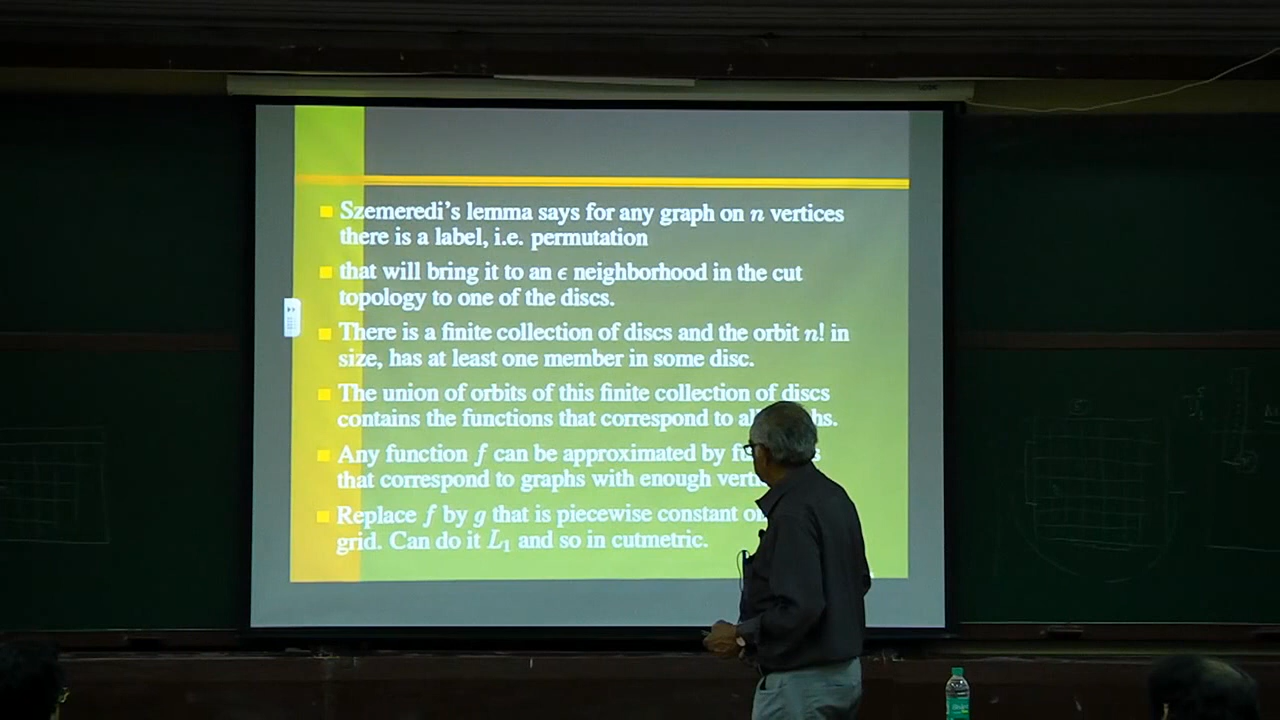 Szemeredi's lemma says for any graph on n vertices
there is a label, i.e. permutation
that will bring it to an ϵ neighborhood in the cut
topology to one of the discs.
There is a finite collection of discs and the orbit n! in
size, has at least one member in some disc.
The union of orbits of this finite collection of discs
contains the functions that correspond to
Any function f can be approximated by
that correspond to graphs with enough
Replace f by g that is piecewise constant
grid. Can do it L₁ and so in cutmetric.